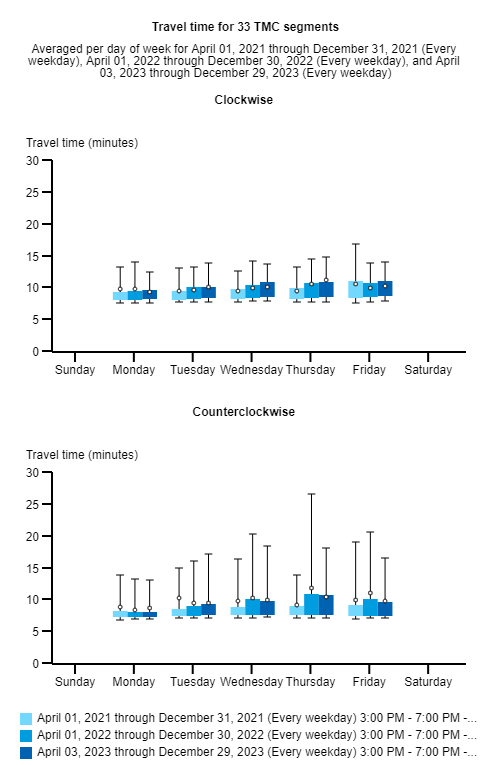 Travel time for 33 TMC segments
Averaged per day of week for April 01, 2021 through December 31, 2021 (Every
weekday), April 01, 2022 through December 30, 2022 (Every weekday), and April
03, 2023 through December 29, 2023 (Every weekday)
Clockwise
Travel time (minutes)
30
25
20
15
10
5
0
Sunday Monday Tuesday Wednesday Thursday Friday Saturday
Counterclockwise
Travel time (minutes)
30
25
20
15
10
5
0
Sunday Monday Tuesday Wednesday Thursday Friday Saturday
April 01, 2021 through December 31, 2021 (Every weekday) 3:00 PM - 7:00 PM -...
April 01, 2022 through December 30, 2022 (Every weekday) 3:00 PM - 7:00 PM -...
April 03, 2023 through December 29, 2023 (Every weekday) 3:00 PM - 7:00 PM -...